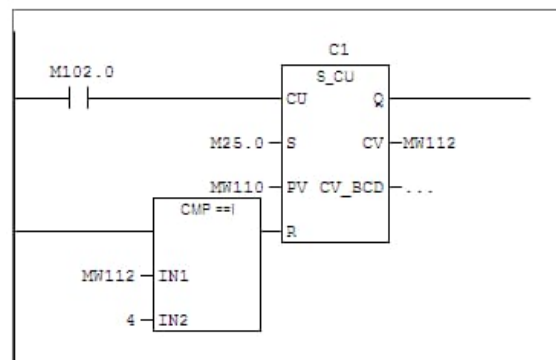 C1
M102.0
S_CU
CU Q
M25.0 S CV MW112
MW110 PV CV_BCD ...
CMP ==I
R
MW112 IN1
4 IN2